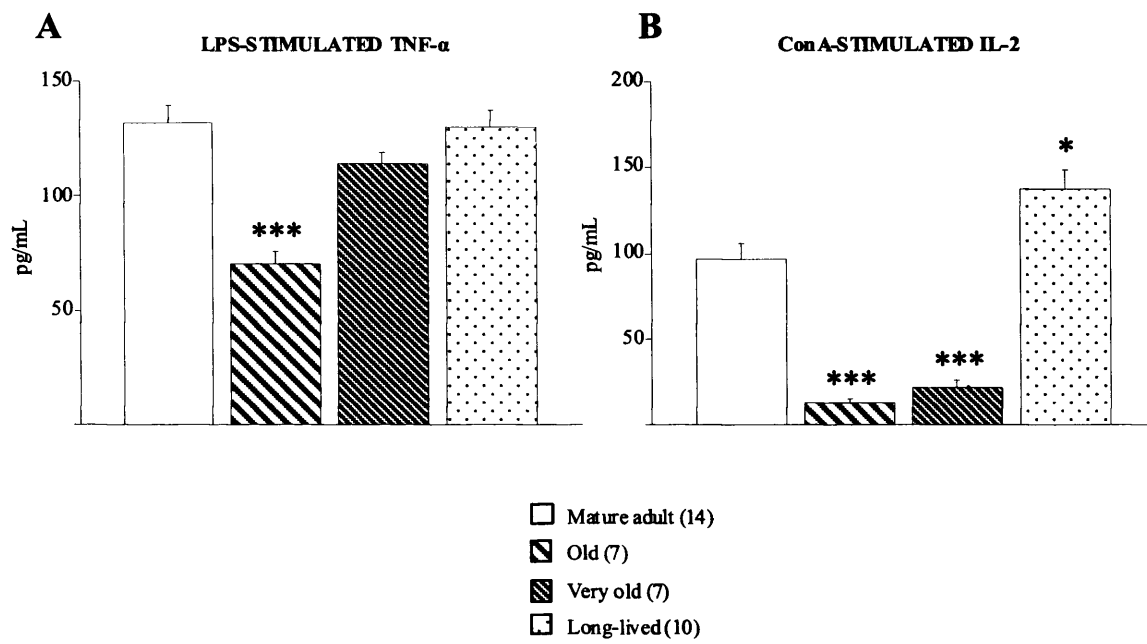 A
LPS-STIMULATED TNF-α
150
100
50
pg/mL
***
B
ConA-STIMULATED IL-2
200
150
100
50
pg/mL
***
***
*
Mature adult (14)
Old (7)
Very old (7)
Long-lived (10)